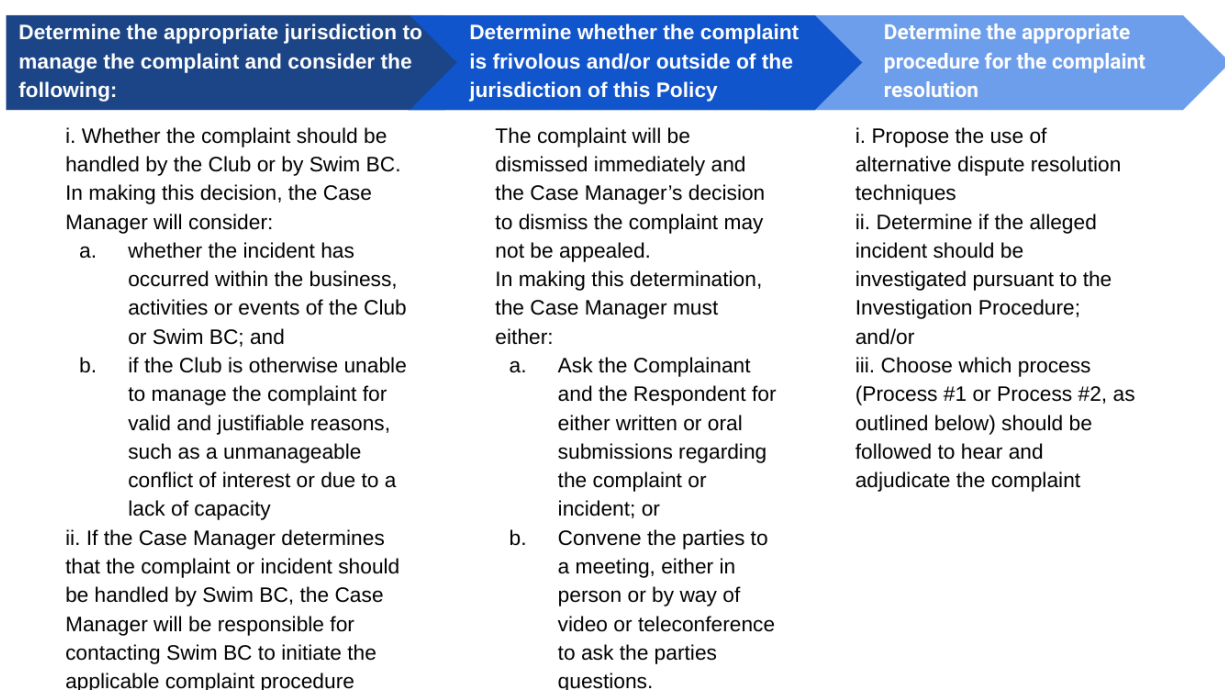 Determine the appropriate jurisdiction to
manage the complaint and consider the
following:
i. Whether the complaint should be
handled by the Club or by Swim BC.
In making this decision, the Case
Manager will consider:
a. whether the incident has
occurred within the business,
activities or events of the Club
or Swim BC; and
b. if the Club is otherwise unable
to manage the complaint for
valid and justifiable reasons,
such as a unmanageable
conflict of interest or due to a
lack of capacity
ii. If the Case Manager determines
that the complaint or incident should
be handled by Swim BC, the Case
Manager will be responsible for
contacting Swim BC to initiate the
applicable complaint procedure
Determine whether the complaint
is frivolous and/or outside of the
jurisdiction of this Policy
The complaint will be
dismissed immediately and
the Case Manager’s decision
to dismiss the complaint may
not be appealed.
In making this determination,
the Case Manager must
either:
a. Ask the Complainant
and the Respondent for
either written or oral
submissions regarding
the complaint or
incident; or
b. Convene the parties to
a meeting, either in
person or by way of
video or teleconference
to ask the parties
questions.
Determine the appropriate
procedure for the complaint
resolution
i. Propose the use of
alternative dispute resolution
techniques
ii. Determine if the alleged
incident should be
investigated pursuant to the
Investigation Procedure;
and/or
iii. Choose which process
(Process #1 or Process #2, as
outlined below) should be
followed to hear and
adjudicate the complaint